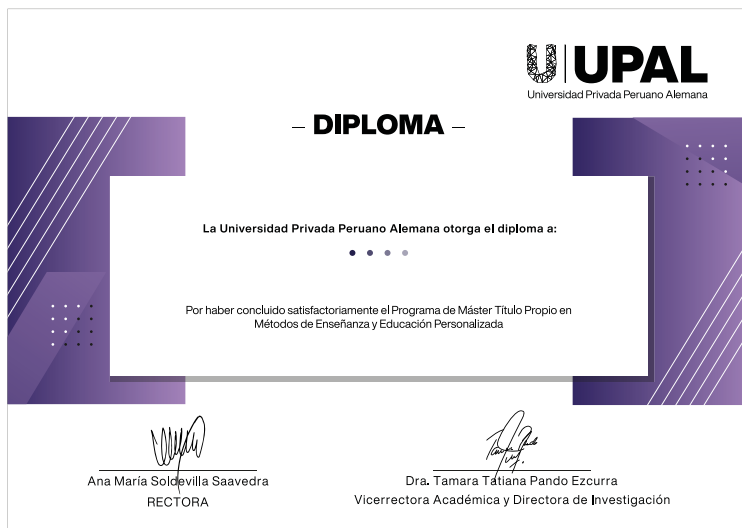 UPAL
Universidad Privada Peruano Alemana
– DIPLOMA –
La Universidad Privada Peruano Alemana otorga el diploma a:
Por haber concluido satisfactoriamente el Programa de Máster Título Propio en
Métodos de Enseñanza y Educación Personalizada
Ana María Soldevilla Saavedra
RECTORA
Dra. Tamara Tatiana Pando Ezcurra
Vicerrectora Académica y Directora de Investigación